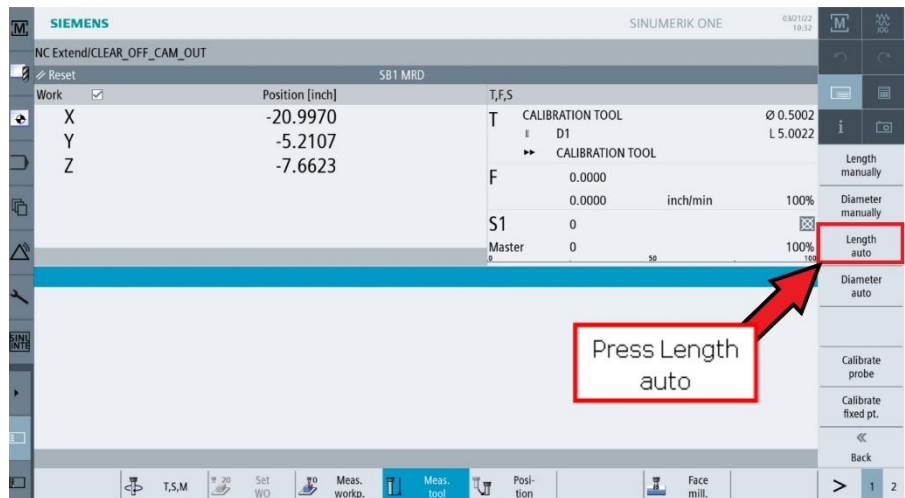 SIEMENS
SINUMERIK ONE
03/21/22
10:32
M
JOG
NC Extend/CLEAR_OFF_CAM_OUT
Reset
SB1 MRD
Work
Position [inch]
T,F,S
X -20.9970
Y -5.2107
Z -7.6623
T CALIBRATION TOOL Ø 0.5002
D1 L 5.0022
CALIBRATION TOOL
F 0.0000
0.0000 inch/min 100%
S1 0
Master 0 100%
0 50 100
Length
manually
Diameter
manually
Length
auto
Diameter
auto
Calibrate
probe
Calibrate
fixed pt.
Back
Press Length
auto
T,S,M
Set
WO
Meas.
workp.
Meas.
tool
Posi-
tion
Face
mill.
> 1 2